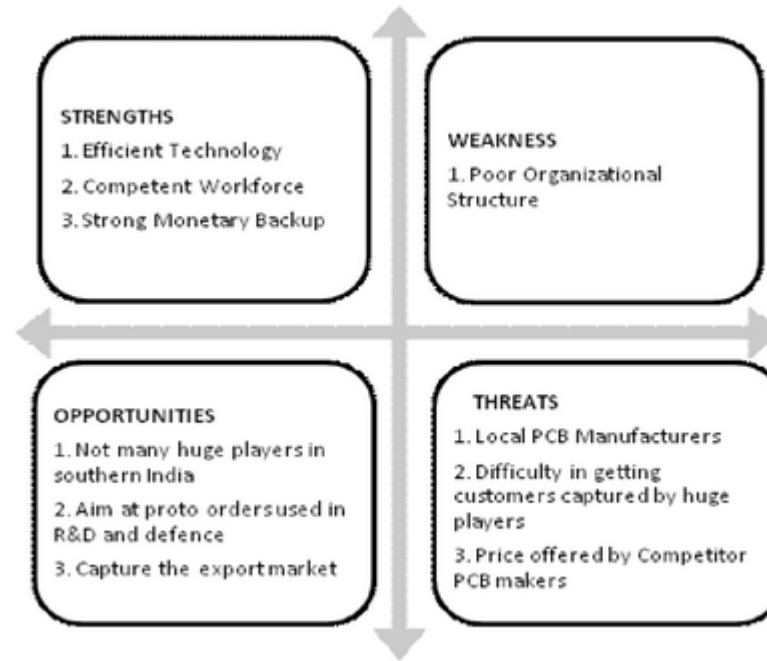 STRENGTHS
1. Efficient Technology
2. Competent Workforce
3. Strong Monetary Backup
WEAKNESS
1. Poor Organizational
Structure
OPPORTUNITIES
1. Not many huge players in
southern India
2. Aim at proto orders used in
R&D and defence
3. Capture the export market
THREATS
1. Local PCB Manufacturers
2. Difficulty in getting
customers captured by huge
players
3. Price offered by Competitor
PCB makers